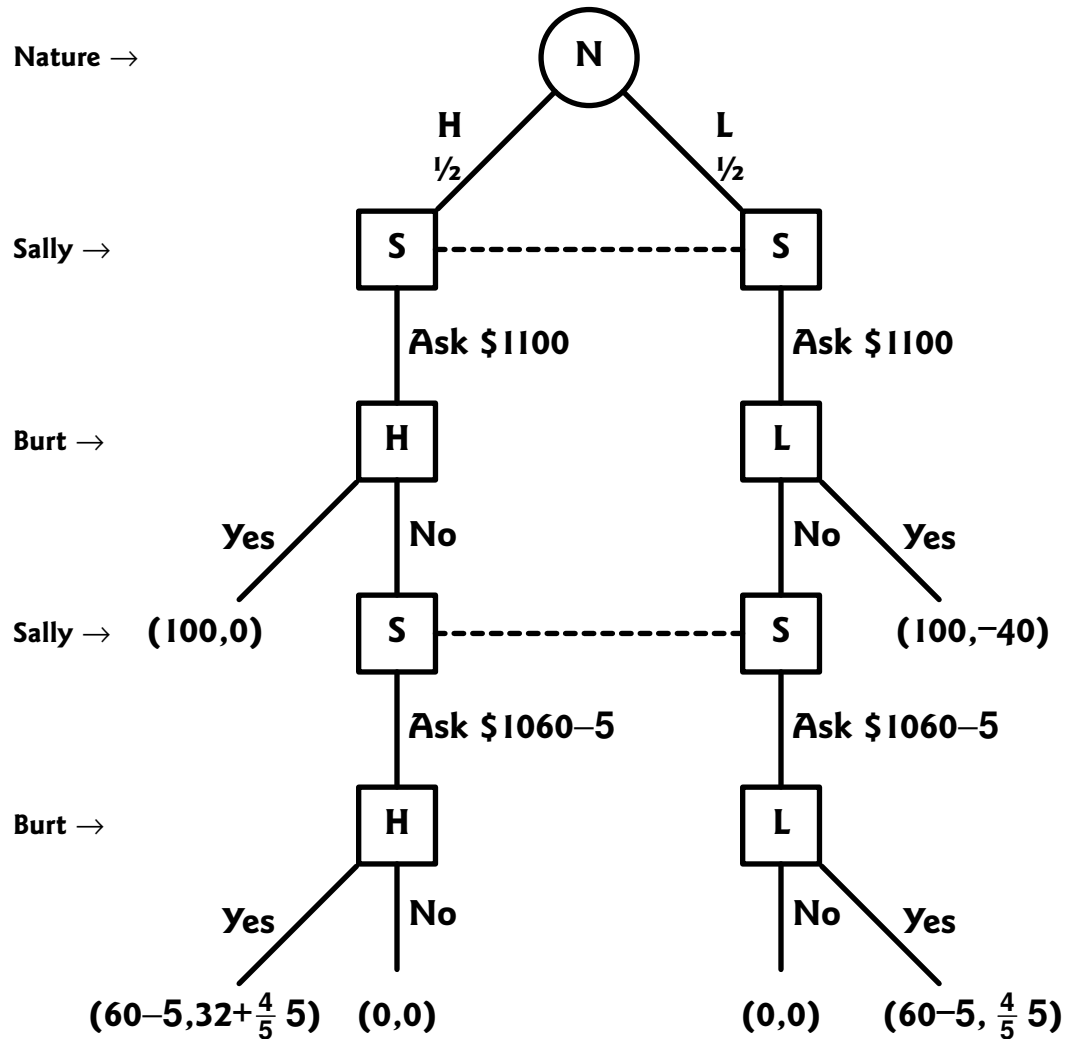 Nature → N
H L
½ ½
Sally → S S
Ask $1100 Ask $1100
Burt → H L
Yes No No Yes
Sally → (100,0) S S (100,−40)
Ask $1060–5 Ask $1060–5
Burt → H L
Yes No No Yes
(60–5,32+4/5 5) (0,0) (0,0) (60–5, 4/5 5)